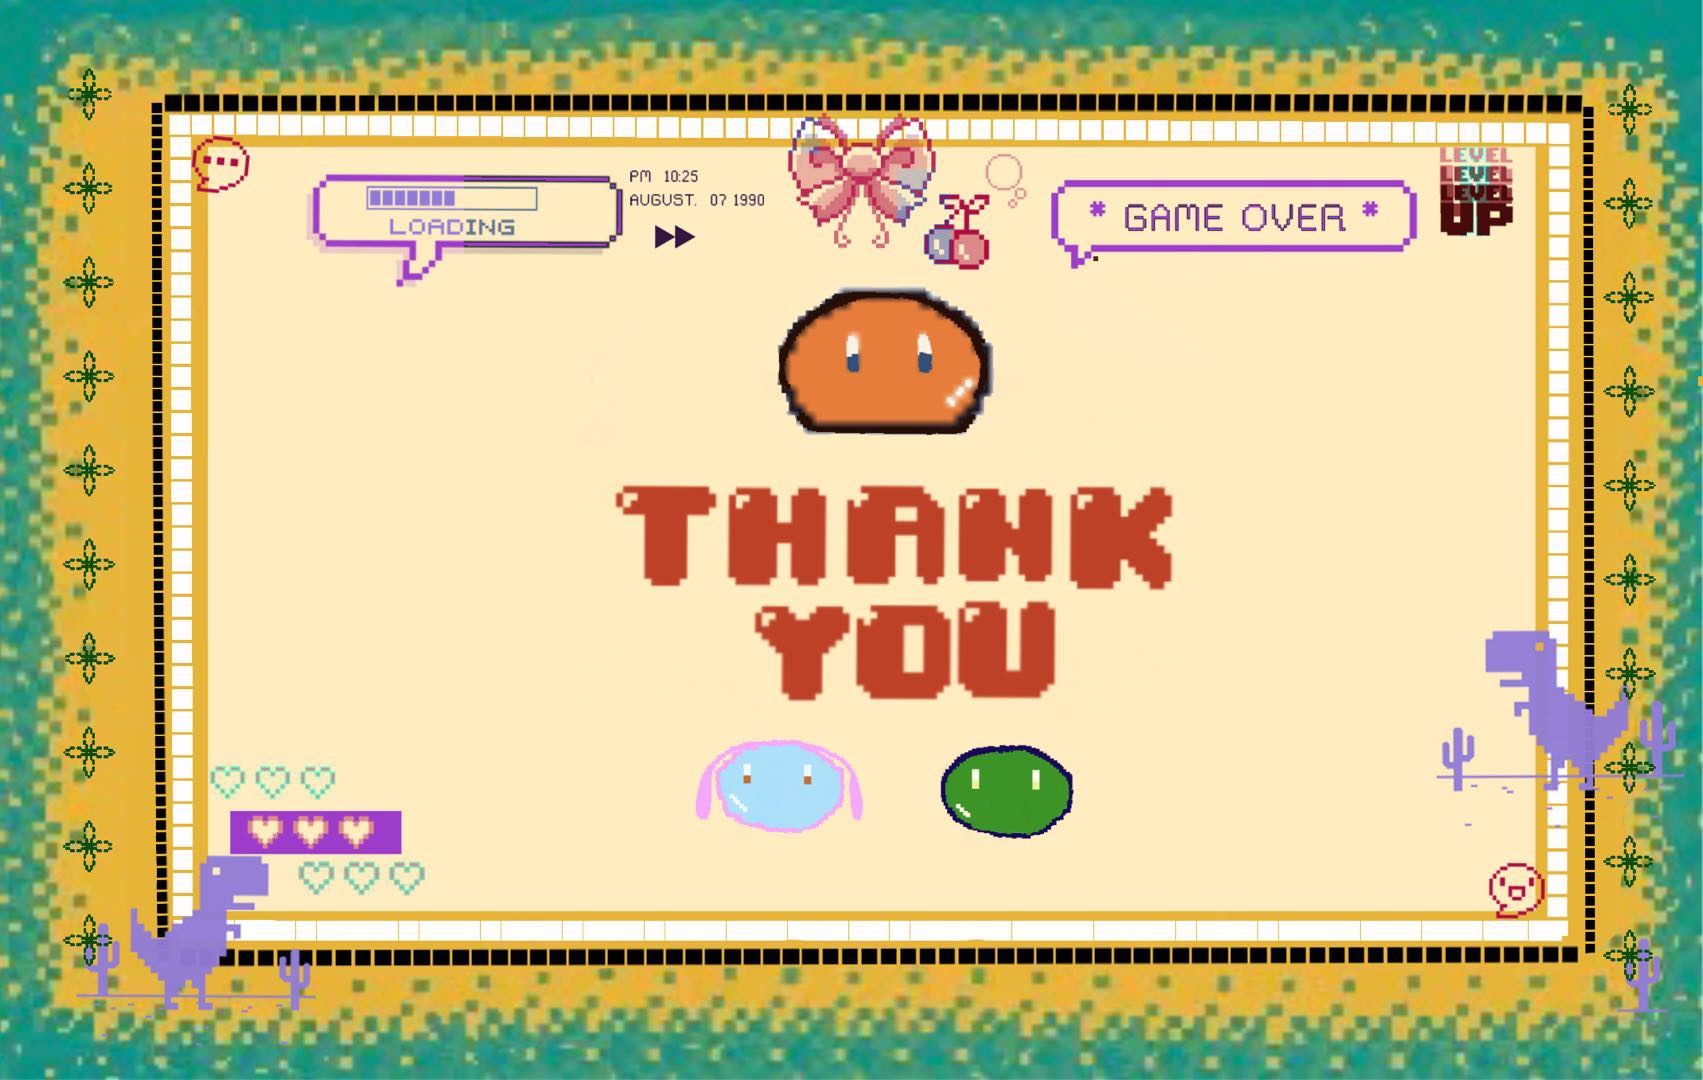 PM 10:25
AUGUST. 07 1990
LOADING
* GAME OVER *
LEVEL
LEVEL
LEVEL
UP
THANK
YOU